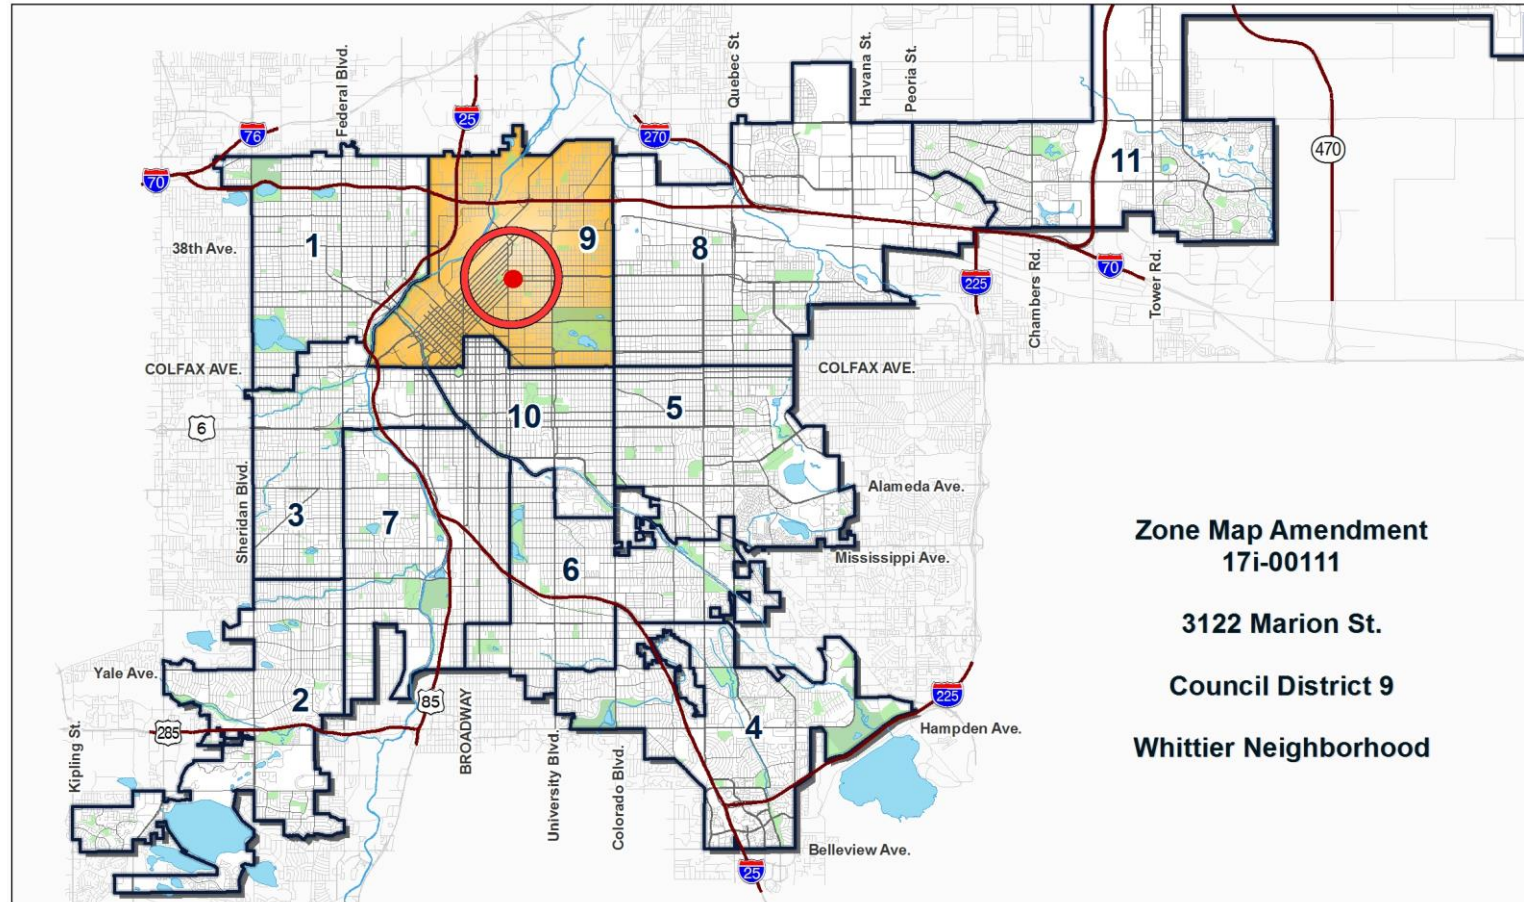 Federal Blvd.
Quebec St.
Havana St.
Peoria St.
25
76
270
470
70
11
38th Ave.
1
9
8
225
Chambers Rd.
70
Tower Rd.
COLFAX AVE.
COLFAX AVE.
6
10
5
Sheridan Blvd.
3
7
Alameda Ave.
Mississippi Ave.
6
Zone Map Amendment
17i-00111
3122 Marion St.
Council District 9
Whittier Neighborhood
Yale Ave.
2
85
285
Kipling St.
BROADWAY
University Blvd.
Colorado Blvd.
4
225
Hampden Ave.
Belleview Ave.
25